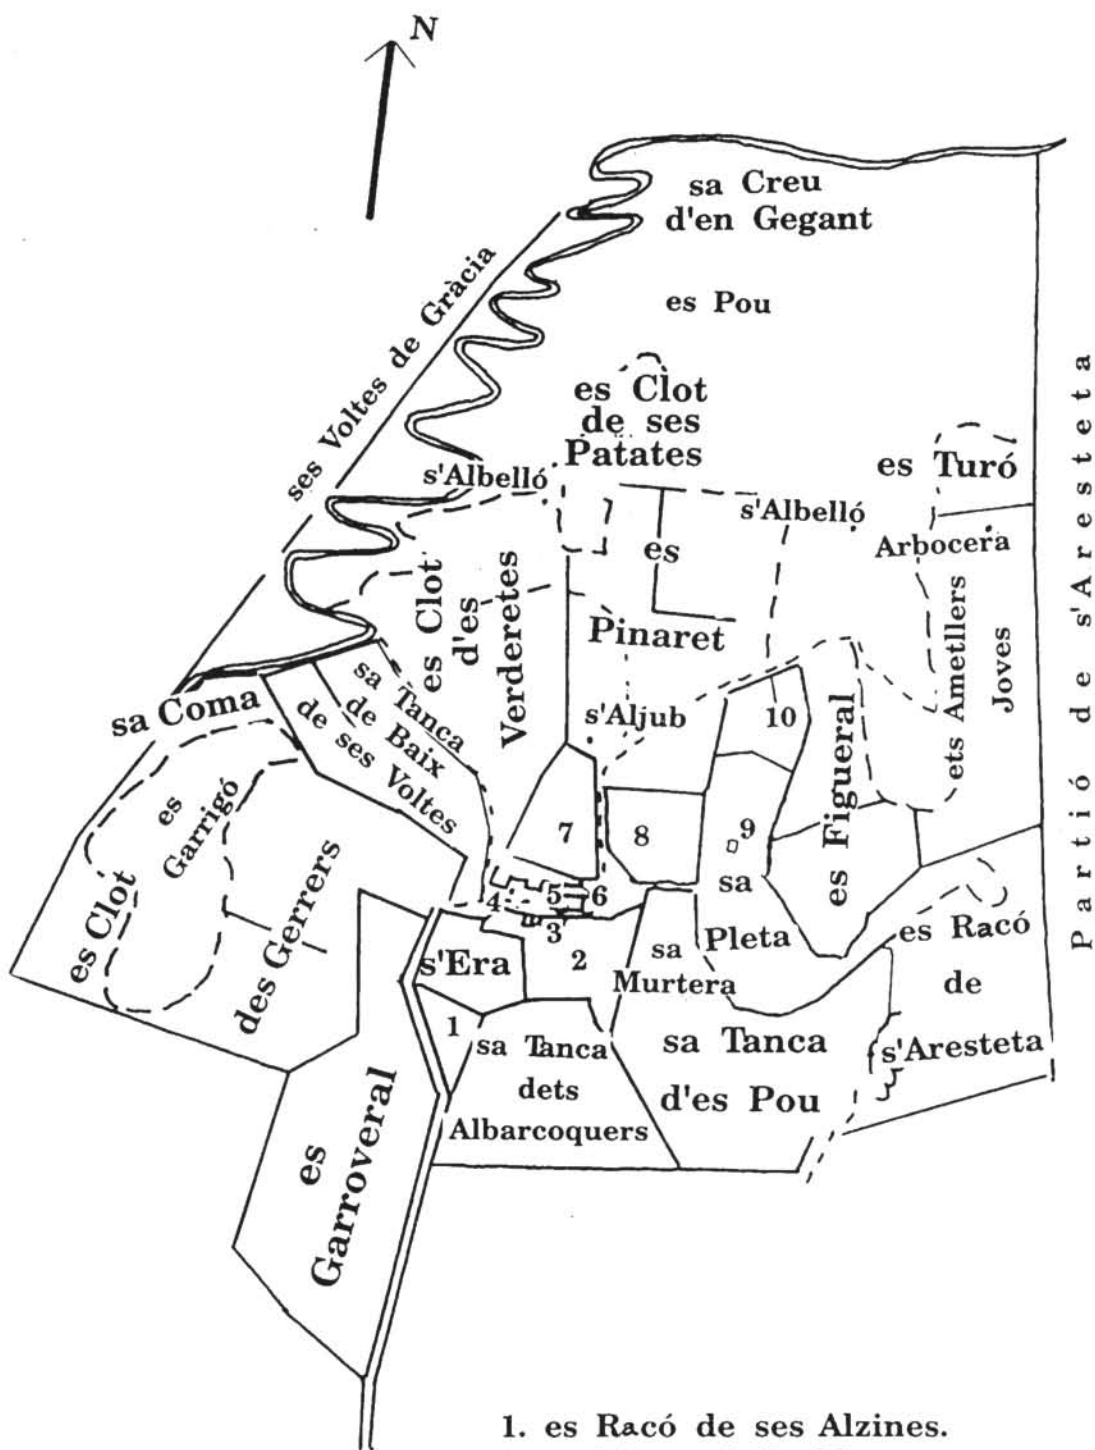 N
sa Creu
d'en Gegant
ses Voltes de Gràcia
es Pou
es Clot
de ses
Patates
s'Albelló
es Turó
s'Albelló
Arbocera
es
Pinaret
es Clot
d'es
Verderetes
ets Ametllers
Joves
Partió de s'Aresteta
sa Coma
sa Tanca
de Baix
de ses Voltes
s'Aljub
10
es Figueral
es
Garrigó
7
8
9
es Clot
des Gerrers
4
5
6
3
sa
Pleta
s'Era
2
sa
Murtera
es Racó
de
s'Aresteta
1
sa Tanca
dets
Albarcoquers
sa Tanca
d'es Pou
es
Garroveral
1. es Racó de ses Alzines.